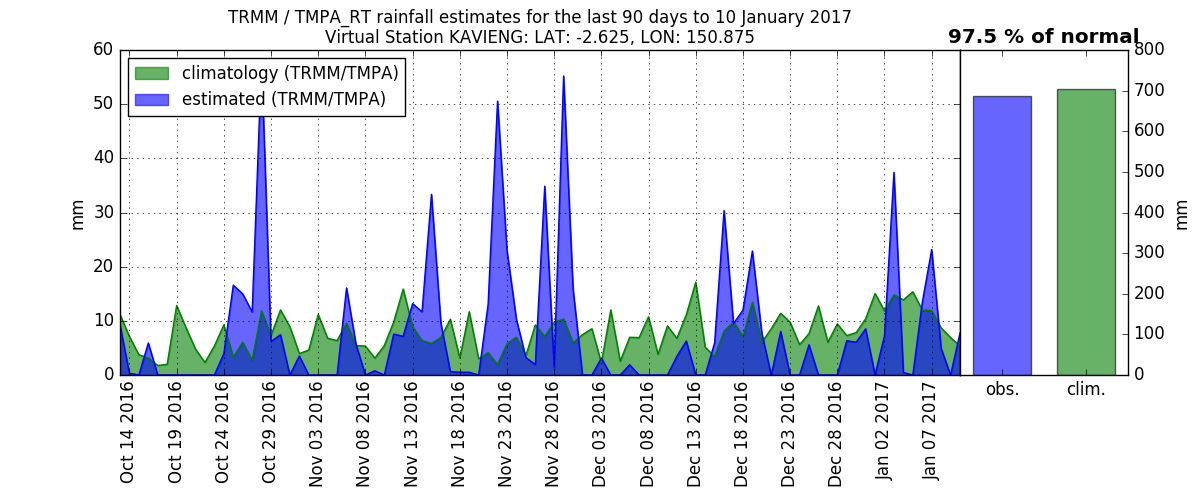 TRMM / TMPA_RT rainfall estimates for the last 90 days to 10 January 2017
Virtual Station KAVIENG: LAT: -2.625, LON: 150.875
97.5 % of normal
climatology (TRMM/TMPA)
estimated (TRMM/TMPA)
mm
60
50
40
30
20
10
0
Oct 14 2016
Oct 19 2016
Oct 24 2016
Oct 29 2016
Nov 03 2016
Nov 08 2016
Nov 13 2016
Nov 18 2016
Nov 23 2016
Nov 28 2016
Dec 03 2016
Dec 08 2016
Dec 13 2016
Dec 18 2016
Dec 23 2016
Dec 28 2016
Jan 02 2017
Jan 07 2017
obs.
clim.
800
700
600
500
400
300
200
100
0
mm